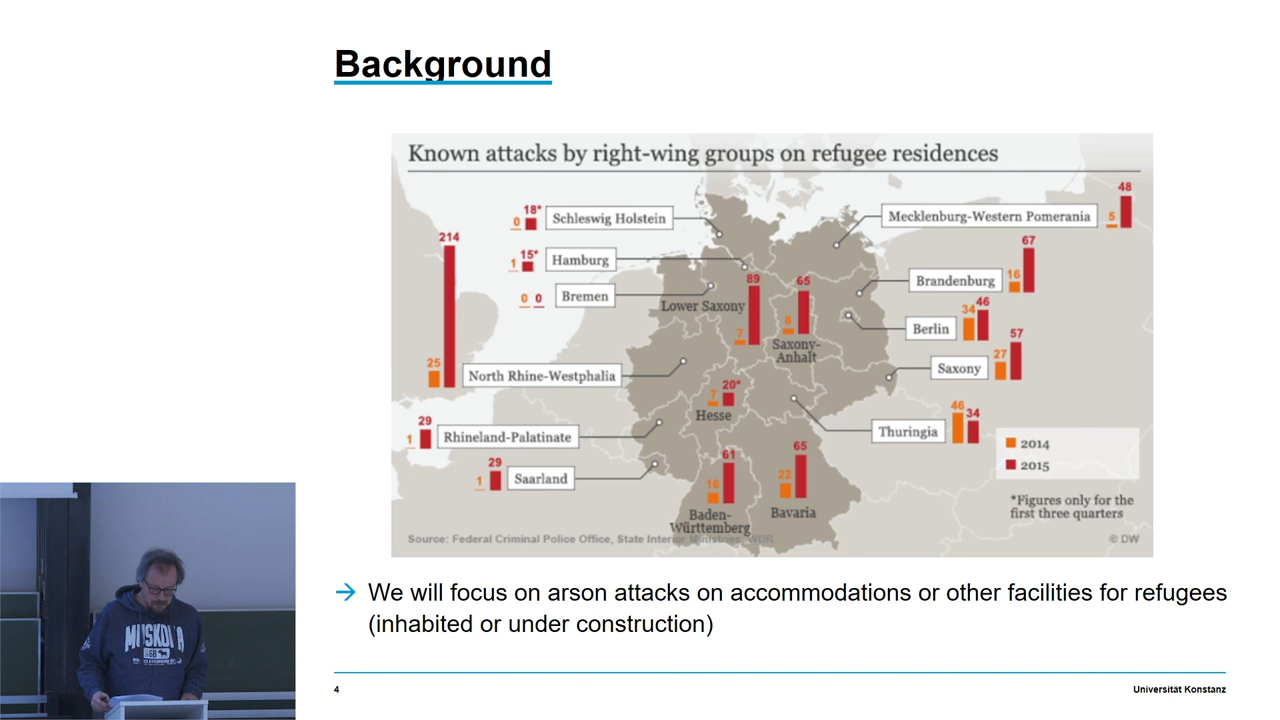 Background
Known attacks by right-wing groups on refugee residences
0
18*
Schleswig Holstein
1
15*
Hamburg
0 0
Bremen
25
214
North Rhine-Westphalia
1
29
Rhineland-Palatinate
1
29
Saarland
Lower Saxony
7
89
8
65
Saxony-
Anhalt
7
20*
Hesse
16
61
Baden-
Württemberg
22
65
Bavaria
Mecklenburg-Western Pomerania
5
48
Brandenburg
16
67
Berlin
34
46
Saxony
27
57
Thuringia
46
34
2014
2015
*Figures only for the
first three quarters
Source: Federal Criminal Police Office, State Interior Ministries, WDR
© DW
→ We will focus on arson attacks on accommodations or other facilities for refugees
(inhabited or under construction)
4
Universität Konstanz